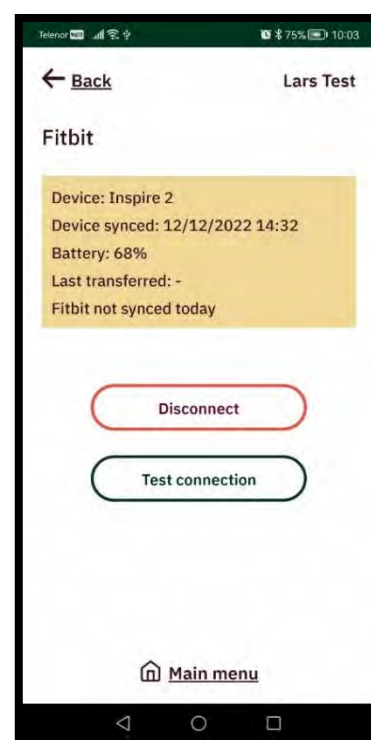 Telenor 75% 10:03
Back Lars Test
Fitbit
Device: Inspire 2
Device synced: 12/12/2022 14:32
Battery: 68%
Last transferred: -
Fitbit not synced today
Disconnect
Test connection
Main menu